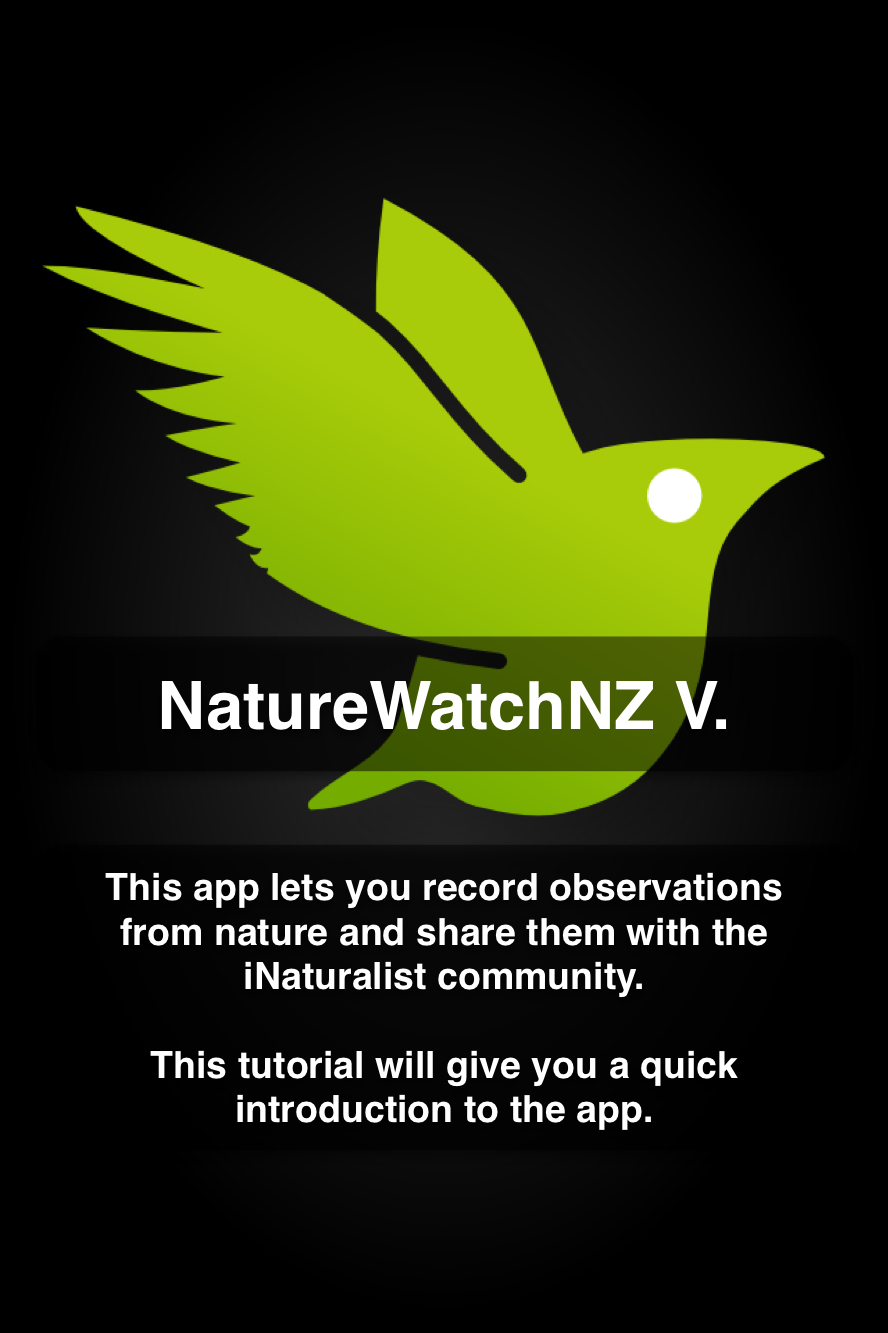 NatureWatchNZ V.
This app lets you record observations
from nature and share them with the
iNaturalist community.
This tutorial will give you a quick
introduction to the app.